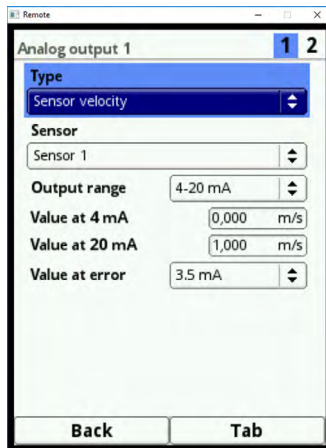 Remote
Analog output 1 1 2
Type
Sensor velocity
Sensor
Sensor 1
Output range 4-20 mA
Value at 4 mA 0,000 m/s
Value at 20 mA 1,000 m/s
Value at error 3.5 mA
Back Tab